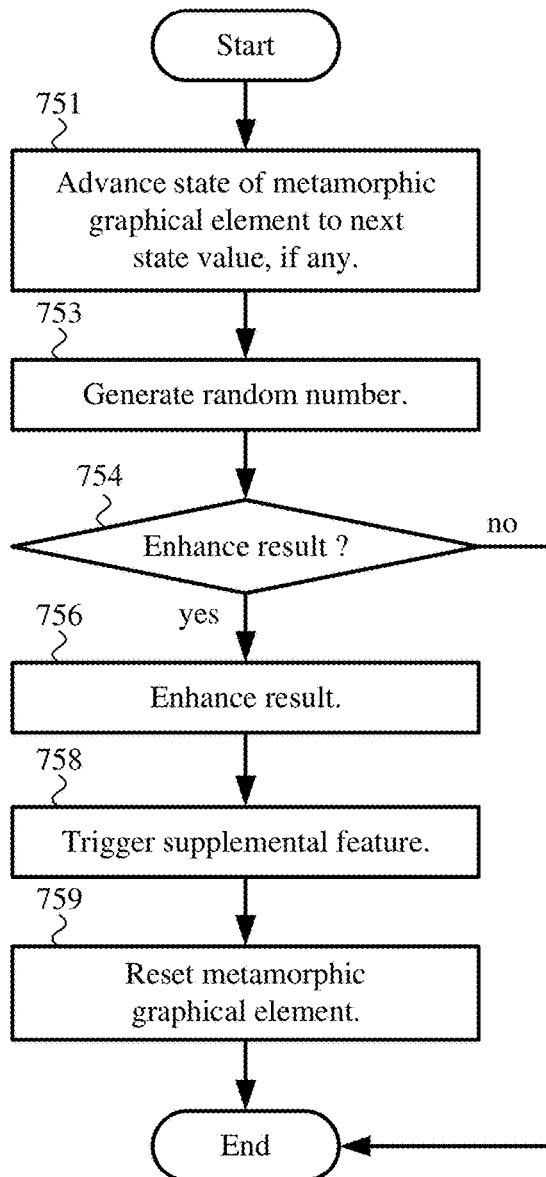 Start
751
Advance state of metamorphic
graphical element to next
state value, if any.
753
Generate random number.
754
Enhance result ?
no
yes
756
Enhance result.
758
Trigger supplemental feature.
759
Reset metamorphic
graphical element.
End